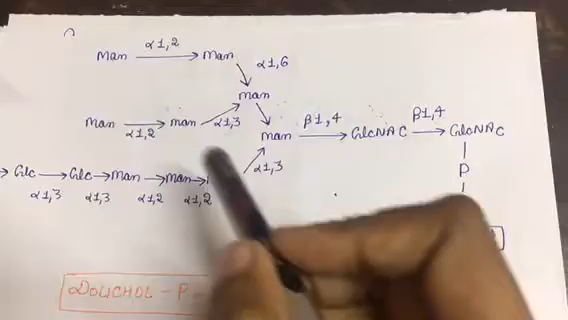 α1,2
Man → Man α1,6
Man
Man → Man α1,3
α1,2
Man β1,4 GlcNAC β1,4 GlcNAC
→ Glc → Glc → Man → Man →
α1,3 α1,3 α1,2 α1,2 α1,3
P
DOLICHOL - P -